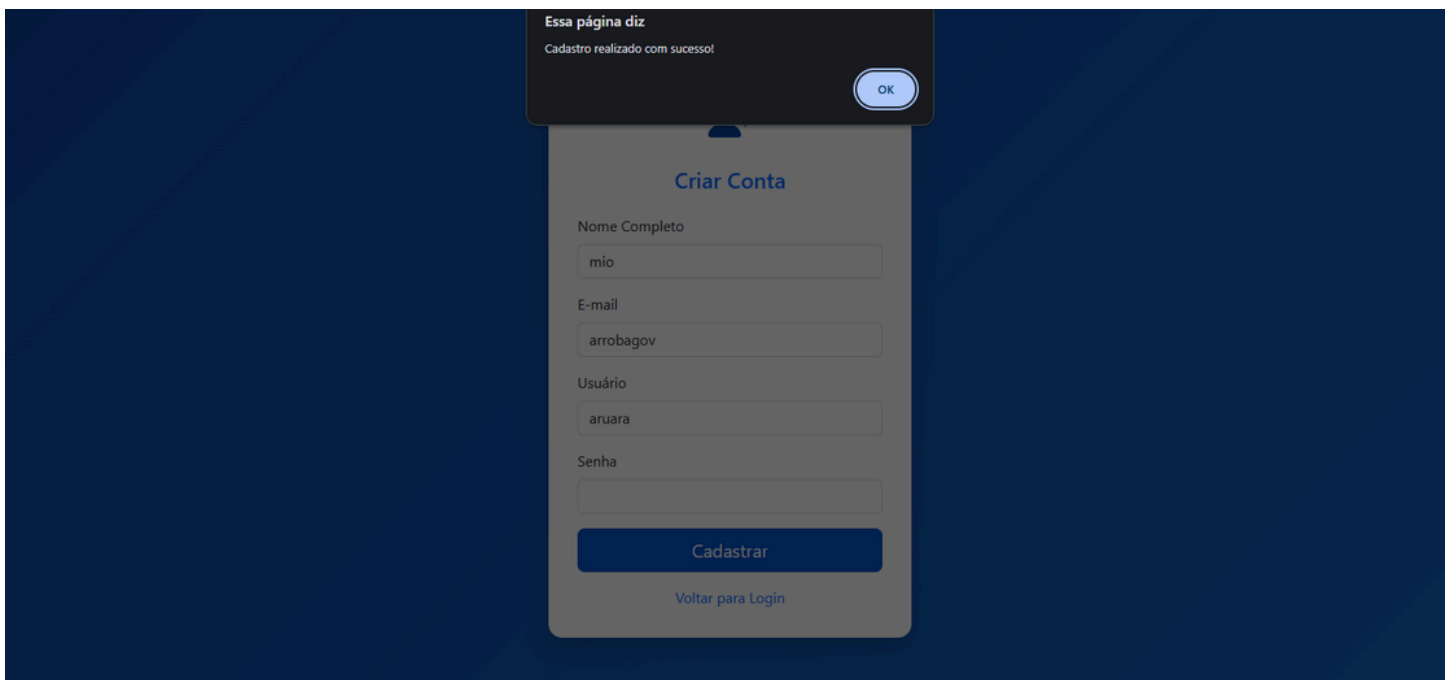 Essa página diz
Cadastro realizado com sucesso!
OK
Criar Conta
Nome Completo
mio
E-mail
arrobagov
Usuário
aruara
Senha
Cadastrar
Voltar para Login